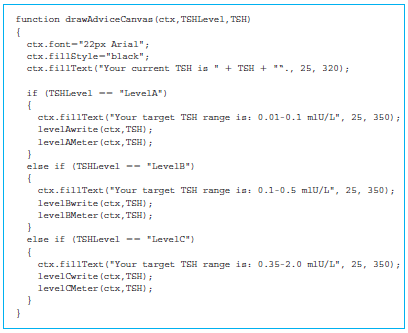 function drawAdviceCanvas(ctx,TSHLevel,TSH)
{
ctx.font="22px Arial";
ctx.fillStyle="black";
ctx.fillText("Your current TSH is " + TSH + "".", 25, 320);
if (TSHLevel == "LevelA")
{
ctx.fillText("Your target TSH range is: 0.01-0.1 mlU/L", 25, 350);
levelAwrite(ctx,TSH);
levelAMeter(ctx,TSH);
}
else if (TSHLevel == "LevelB")
{
ctx.fillText("Your target TSH range is: 0.1-0.5 mlU/L", 25, 350);
levelBwrite(ctx,TSH);
levelBMeter(ctx,TSH);
}
else if (TSHLevel == "LevelC")
{
ctx.fillText("Your target TSH range is: 0.35-2.0 mlU/L", 25, 350);
levelCwrite(ctx,TSH);
levelCMeter(ctx,TSH);
}
}